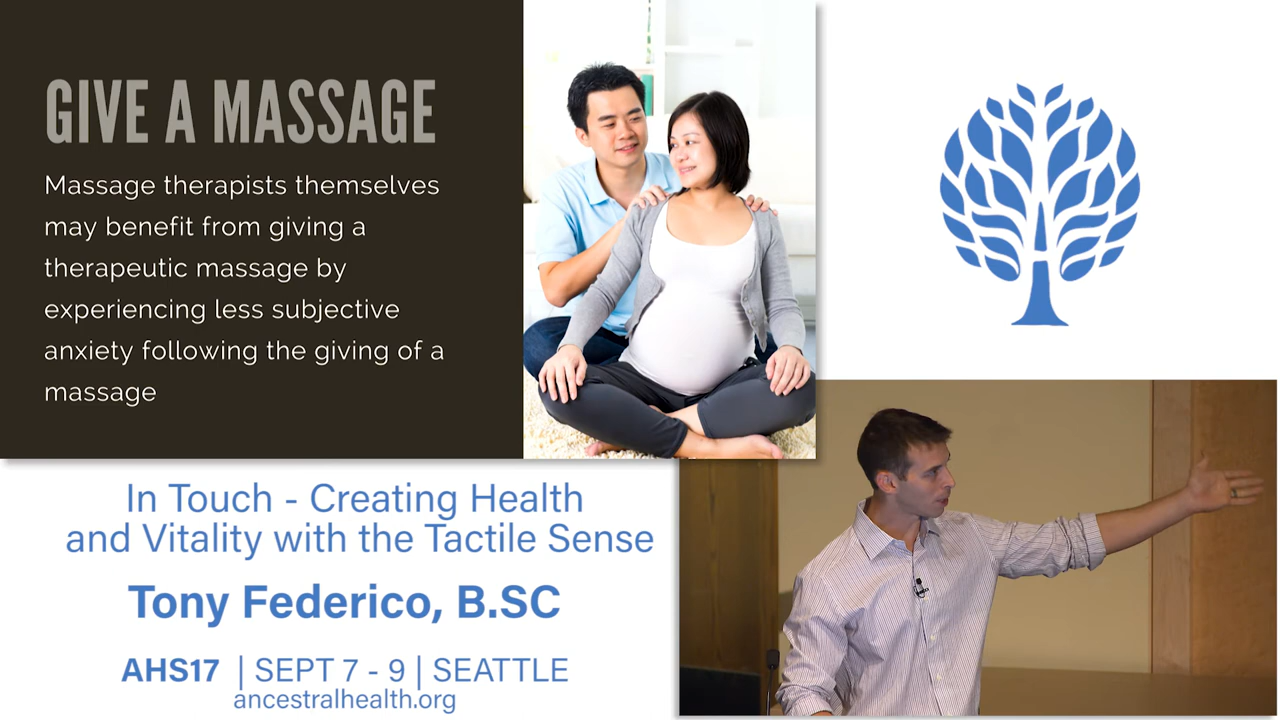 GIVE A MASSAGE
Massage therapists themselves
may benefit from giving a
therapeutic massage by
experiencing less subjective
anxiety following the giving of a
massage
In Touch - Creating Health
and Vitality with the Tactile Sense
Tony Federico, B.SC
AHS17 | SEPT 7 - 9 | SEATTLE
ancestralhealth.org